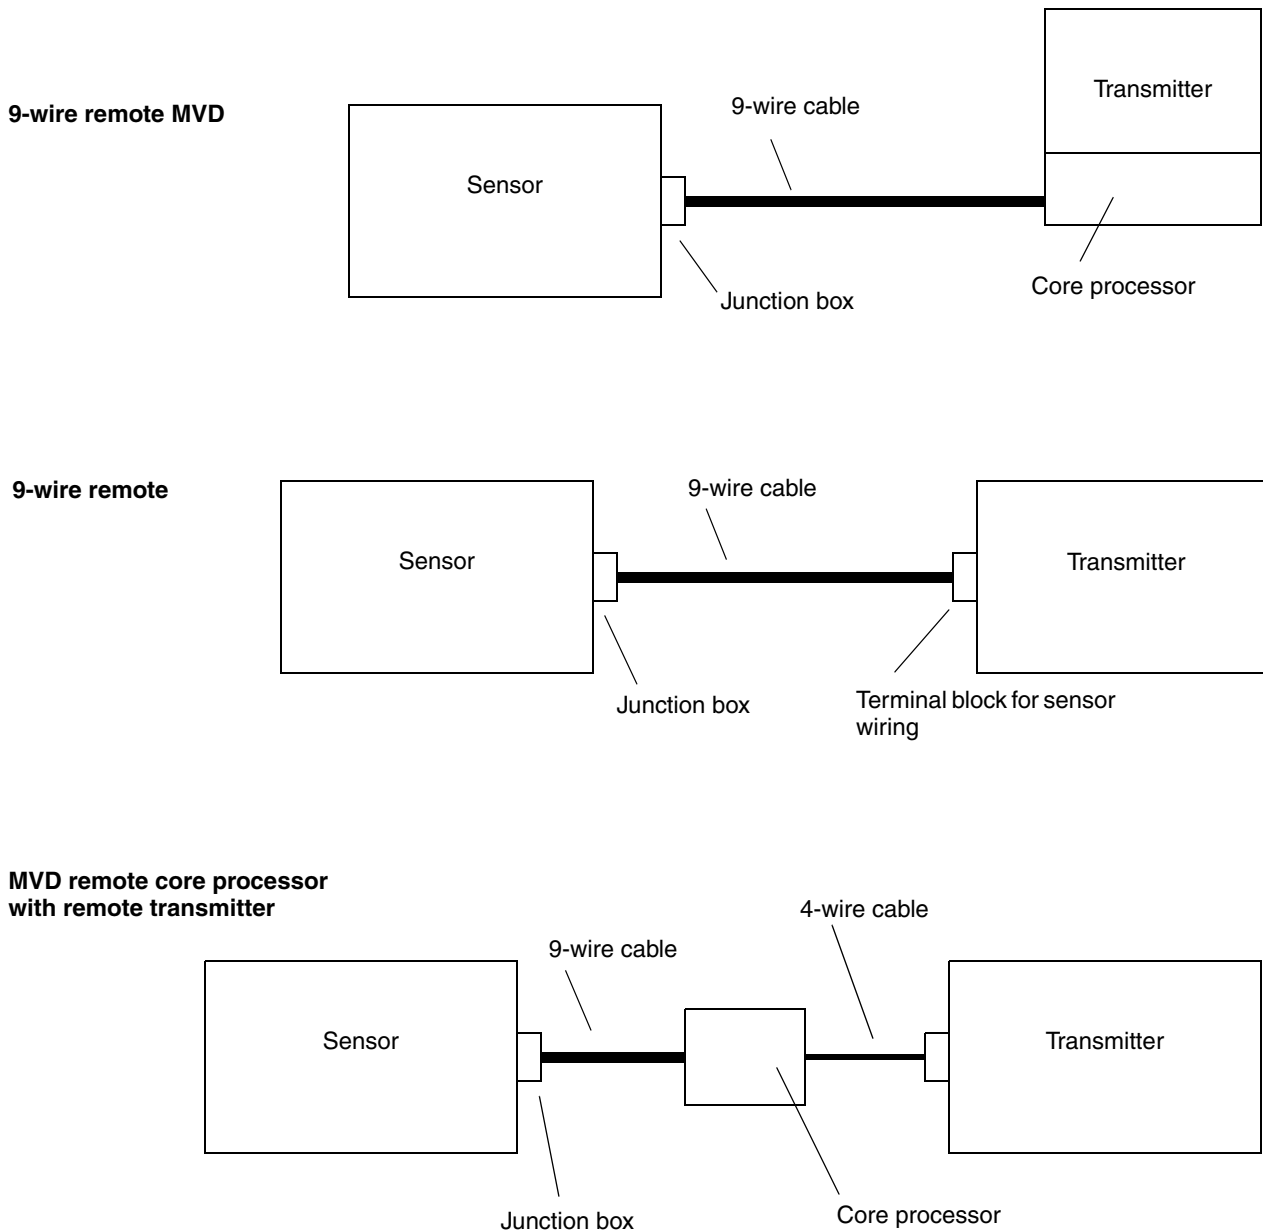 9-wire remote MVD
Sensor
9-wire cable
Transmitter
Junction box
Core processor
9-wire remote
Sensor
9-wire cable
Transmitter
Junction box
Terminal block for sensor
wiring
MVD remote core processor
with remote transmitter
9-wire cable
4-wire cable
Sensor
Transmitter
Junction box
Core processor